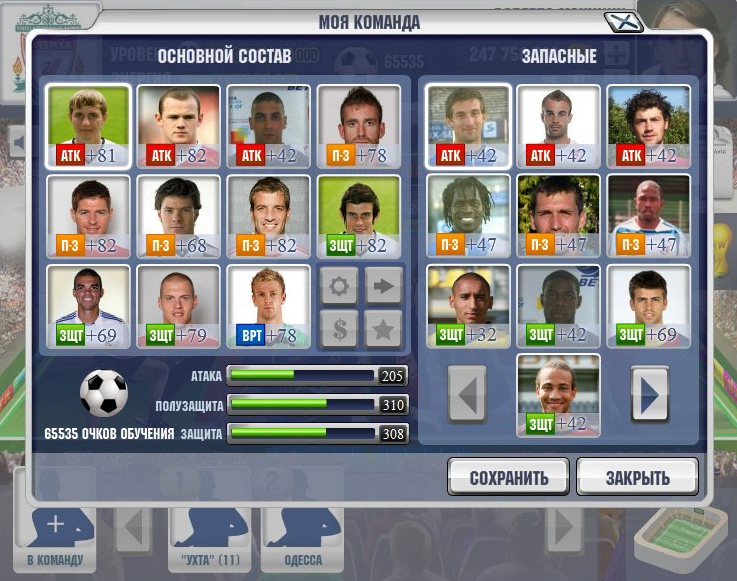 МОЯ КОМАНДА
УРОВЕНЬ
65535
ОСНОВНОЙ СОСТАВ
ЗАПАСНЫЕ
АТК +81 АТК +82 АТК +42 П-З +78
АТК +42 АТК +42 АТК +42
П-З +82 П-З +68 П-З +82 ЗЩТ +82
П-З +47 П-З +47 П-З +47
ЗЩТ +69 ЗЩТ +79 ВРТ +78
ЗЩТ +32 ЗЩТ +42 ЗЩТ +69
ЗЩТ +42
АТАКА 205
ПОЛУЗАЩИТА 310
65535 ОЧКОВ ОБУЧЕНИЯ ЗАЩИТА 308
СОХРАНИТЬ ЗАКРЫТЬ
В КОМАНДУ "УХТА" (11) ОДЕССА